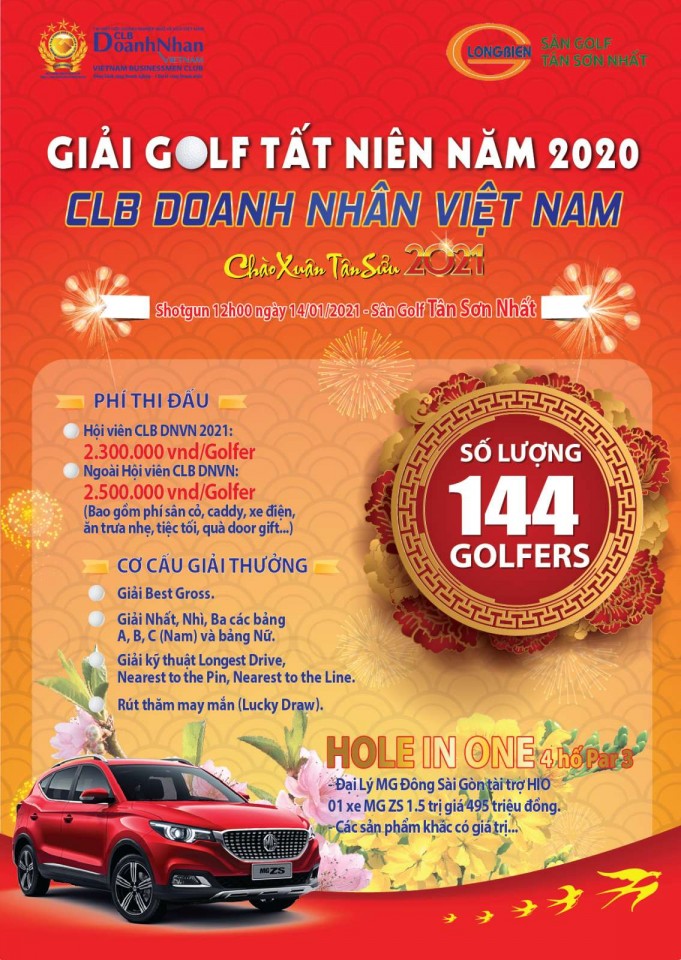 CLB
DoanhNhan
VIETNAM
VIETNAM BUSINESSMEN CLUB
LONGBIEN
SÂN GOLF
TÂN SƠN NHẤT
GIẢI GOLF TẤT NIÊN NĂM 2020
CLB DOANH NHÂN VIỆT NAM
Chào Xuân Tân Sửu 2021
Shotgun 12h00 ngày 14/01/2021 - Sân Golf Tân Sơn Nhất
PHÍ THI ĐẤU
Hội viên CLB DNVN 2021:
2.300.000 vnd/Golfer
Ngoài Hội viên CLB DNVN:
2.500.000 vnd/Golfer
(Bao gồm phí sân cỏ, caddy, xe điện,
ăn trưa nhẹ, tiệc tối, quà door gift...)
SỐ LƯỢNG
144
GOLFERS
CƠ CẤU GIẢI THƯỞNG
Giải Best Gross.
Giải Nhất, Nhì, Ba các bảng
A, B, C (Nam) và bảng Nữ.
Giải kỹ thuật Longest Drive,
Nearest to the Pin, Nearest to the Line.
Rút thăm may mắn (Lucky Draw).
HOLE IN ONE 4 hố Par 3
- Đại Lý MG Đông Sài Gòn tài trợ HIO
01 xe MG ZS 1.5 trị giá 495 triệu đồng.
- Các sản phẩm khác có giá trị...
MG
MG ZS